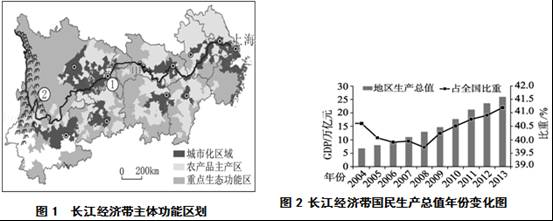 上海
①
②
城市化区域
农产品主产区
重点生态功能区
0 200km
图1 长江经济带主体功能区划
地区生产总值 占全国比重
GDP/万亿元
30
25
20
15
10
5
0
42.0
41.5
41.0
40.5
40.0
39.5
39.0
比重/%
年份
2004
2005
2006
2007
2008
2009
2010
2011
2012
2013
图2 长江经济带国民生产总值年份变化图